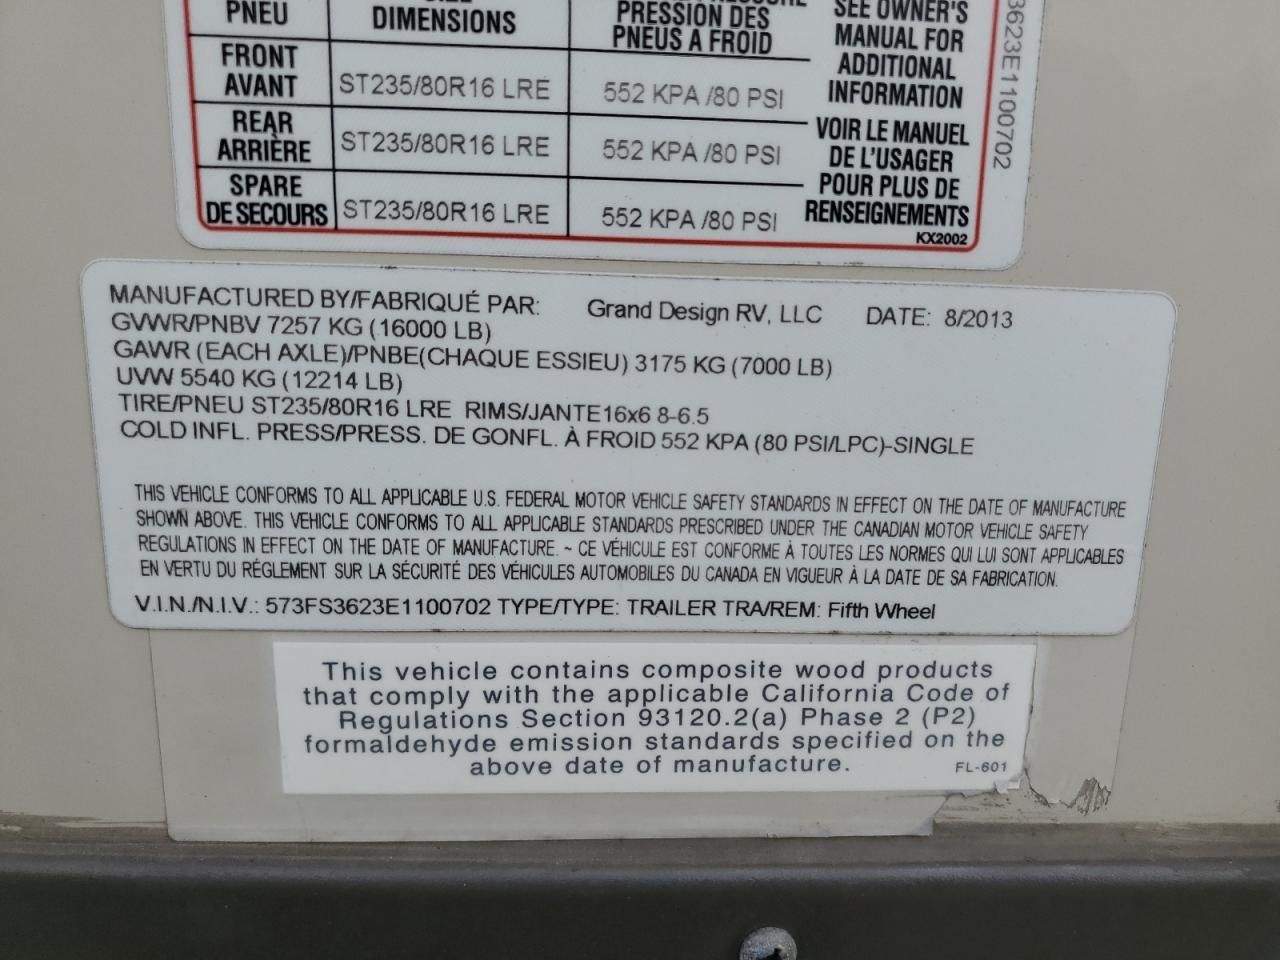 PNEU
DIMENSIONS
PRESSION DES
PNEUS A FROID
SEE OWNER'S
MANUAL FOR
ADDITIONAL
INFORMATION
VOIR LE MANUEL
DE L'USAGER
POUR PLUS DE
RENSEIGNEMENTS
KX2002
FRONT
AVANT
ST235/80R16 LRE
552 KPA /80 PSI
REAR
ARRIÈRE
ST235/80R16 LRE
552 KPA /80 PSI
SPARE
DE SECOURS
ST235/80R16 LRE
552 KPA /80 PSI
3623E1100702
MANUFACTURED BY/FABRIQUÉ PAR: Grand Design RV, LLC DATE: 8/2013
GVWR/PNBV 7257 KG (16000 LB)
GAWR (EACH AXLE)/PNBE(CHAQUE ESSIEU) 3175 KG (7000 LB)
UVW 5540 KG (12214 LB)
TIRE/PNEU ST235/80R16 LRE RIMS/JANTE16x6 8-6.5
COLD INFL. PRESS/PRESS. DE GONFL. À FROID 552 KPA (80 PSI/LPC)-SINGLE
THIS VEHICLE CONFORMS TO ALL APPLICABLE U.S. FEDERAL MOTOR VEHICLE SAFETY STANDARDS IN EFFECT ON THE DATE OF MANUFACTURE
SHOWN ABOVE. THIS VEHICLE CONFORMS TO ALL APPLICABLE STANDARDS PRESCRIBED UNDER THE CANADIAN MOTOR VEHICLE SAFETY
REGULATIONS IN EFFECT ON THE DATE OF MANUFACTURE. ~ CE VÉHICULE EST CONFORME À TOUTES LES NORMES QUI LUI SONT APPLICABLES
EN VERTU DU RÉGLEMENT SUR LA SÉCURITÉ DES VÉHICULES AUTOMOBILES DU CANADA EN VIGUEUR À LA DATE DE SA FABRICATION.
V.I.N./N.I.V.: 573FS3623E1100702 TYPE/TYPE: TRAILER TRA/REM: Fifth Wheel
This vehicle contains composite wood products
that comply with the applicable California Code of
Regulations Section 93120.2(a) Phase 2 (P2)
formaldehyde emission standards specified on the
above date of manufacture.
FL-601